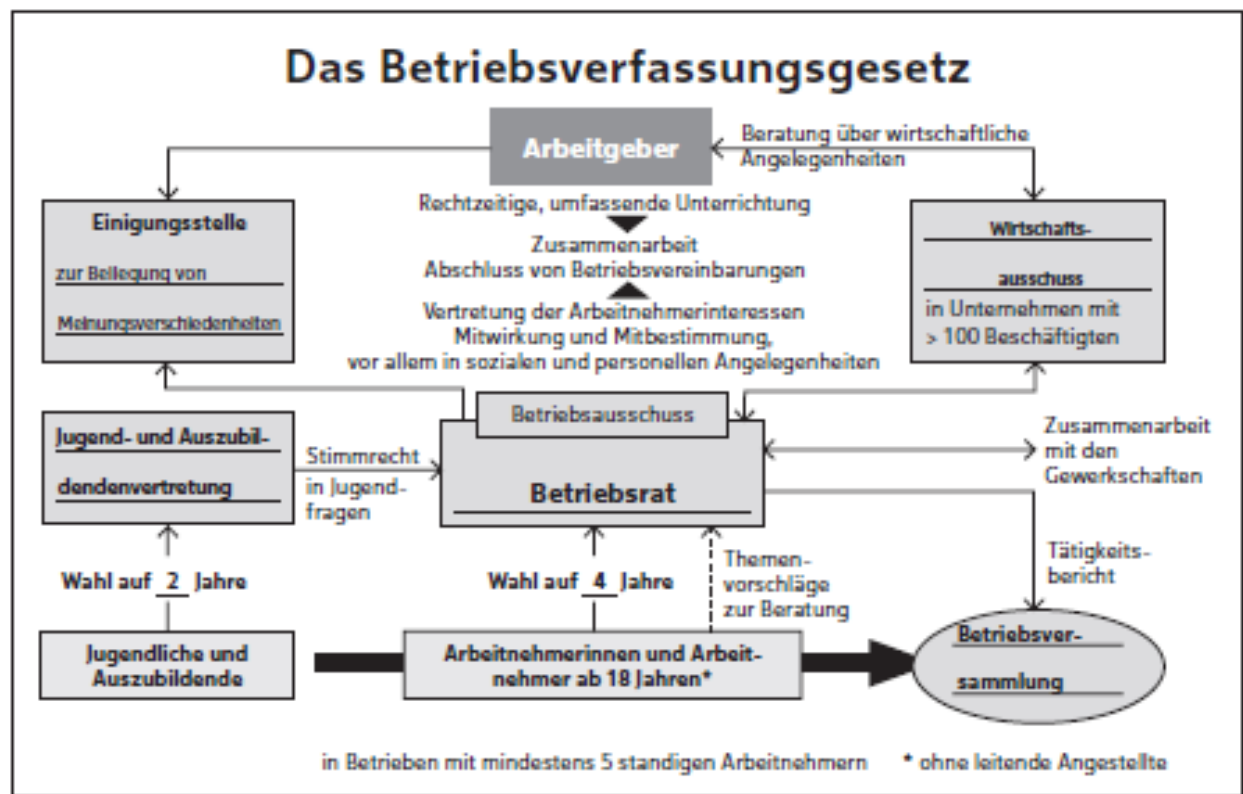 Das Betriebsverfassungsgesetz
Arbeitgeber
Beratung über wirtschaftliche
Angelegenheiten
Rechtzeitige, umfassende Unterrichtung
Zusammenarbeit
Abschluss von Betriebsvereinbarungen
Vertretung der Arbeitnehmerinteressen
Mitwirkung und Mitbestimmung,
vor allem in sozialen und personellen Angelegenheiten
Einigungsstelle
zur Beilegung von
Meinungsverschiedenheiten
Wirtschafts-
ausschuss
in Unternehmen mit
> 100 Beschäftigten
Jugend- und Auszubil-
dendenvertretung
Stimmrecht
in Jugend-
fragen
Betriebsausschuss
Betriebsrat
Zusammenarbeit
mit den
Gewerkschaften
Wahl auf 2 Jahre
Wahl auf 4 Jahre
Themen-
vorschläge
zur Beratung
Tätigkeits-
bericht
Jugendliche und
Auszubildende
Arbeitnehmerinnen und Arbeit-
nehmer ab 18 Jahren*
Betriebsver-
sammlung
in Betrieben mit mindestens 5 standigen Arbeitnehmern
* ohne leitende Angestellte